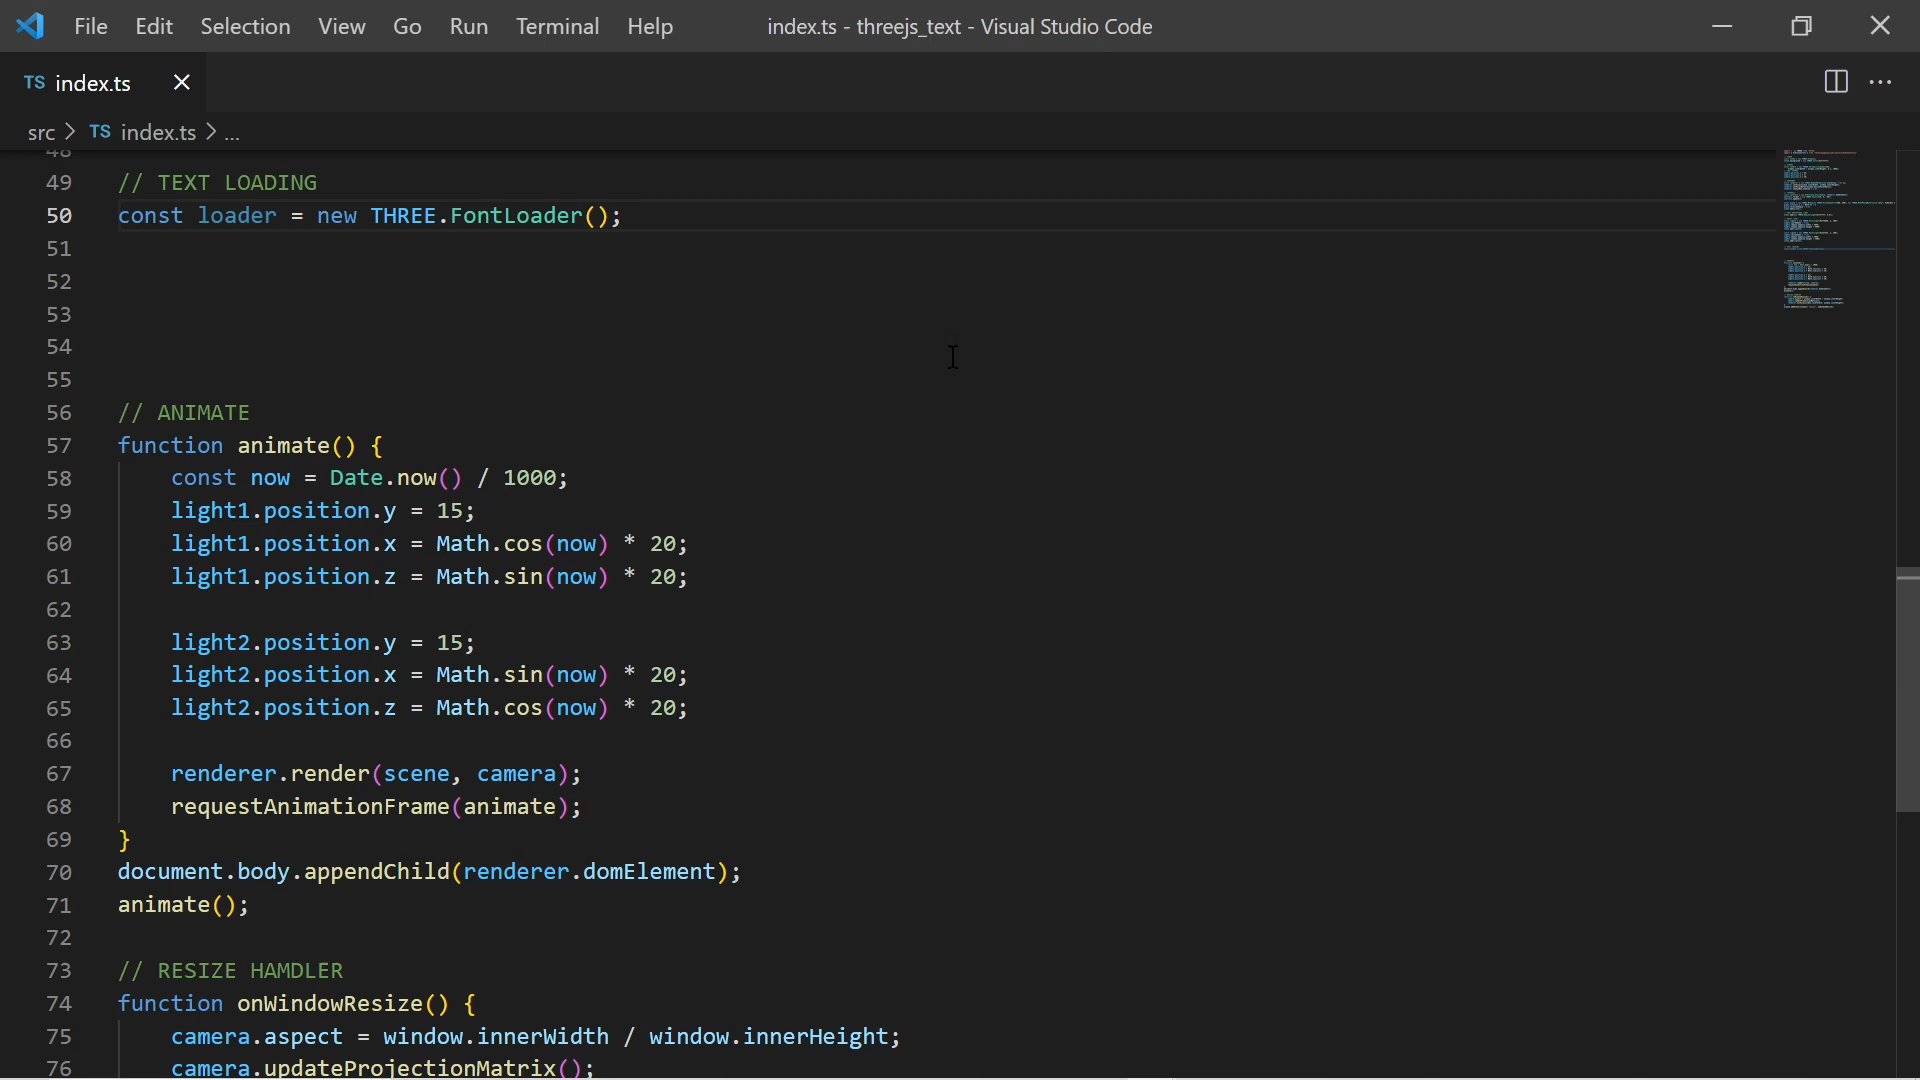 File Edit Selection View Go Run Terminal Help index.ts - threejs_text - Visual Studio Code
TS index.ts
src > TS index.ts > ...
48
49 // TEXT LOADING
50 const loader = new THREE.FontLoader();
51
52
53
54
55
56 // ANIMATE
57 function animate() {
58 const now = Date.now() / 1000;
59 light1.position.y = 15;
60 light1.position.x = Math.cos(now) * 20;
61 light1.position.z = Math.sin(now) * 20;
62
63 light2.position.y = 15;
64 light2.position.x = Math.sin(now) * 20;
65 light2.position.z = Math.cos(now) * 20;
66
67 renderer.render(scene, camera);
68 requestAnimationFrame(animate);
69 }
70 document.body.appendChild(renderer.domElement);
71 animate();
72
73 // RESIZE HAMDLER
74 function onWindowResize() {
75 camera.aspect = window.innerWidth / window.innerHeight;
76 camera.updateProjectionMatrix();